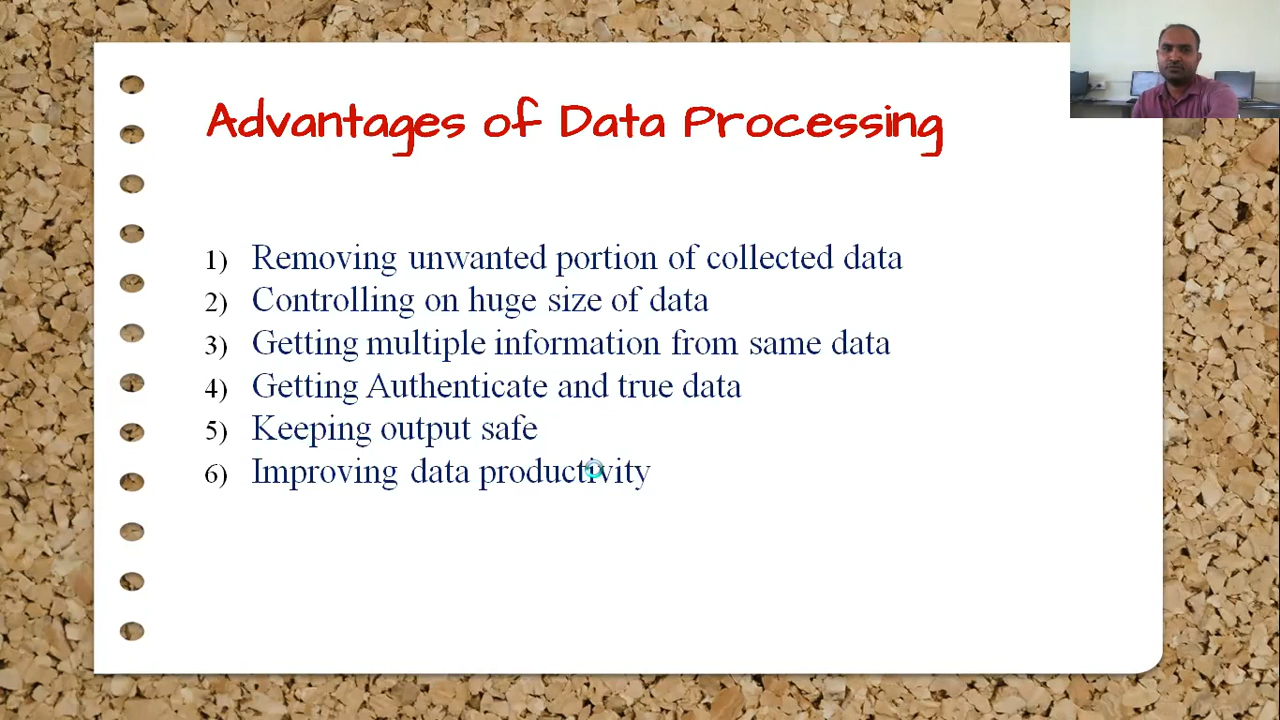 Advantages of Data Processing
1) Removing unwanted portion of collected data
2) Controlling on huge size of data
3) Getting multiple information from same data
4) Getting Authenticate and true data
5) Keeping output safe
6) Improving data productivity